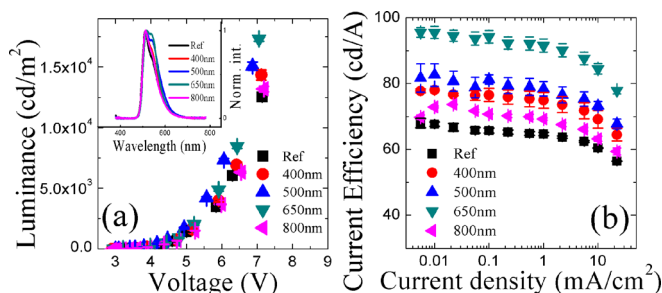 Luminance (cd/m²)
1.5x10⁴
1.0x10⁴
5.0x10³
0.0
2 3 4 5 6 7 8 9
Voltage (V)
(a)
Ref
400nm
500nm
650nm
800nm
Norm. int.
1
0
400 600 800
Wavelength (nm)
Ref
400nm
500nm
650nm
800nm
Current Efficiency (cd/A)
100
80
60
40
0.01 0.1 1 10
Current density (mA/cm²)
(b)
Ref
400nm
500nm
650nm
800nm